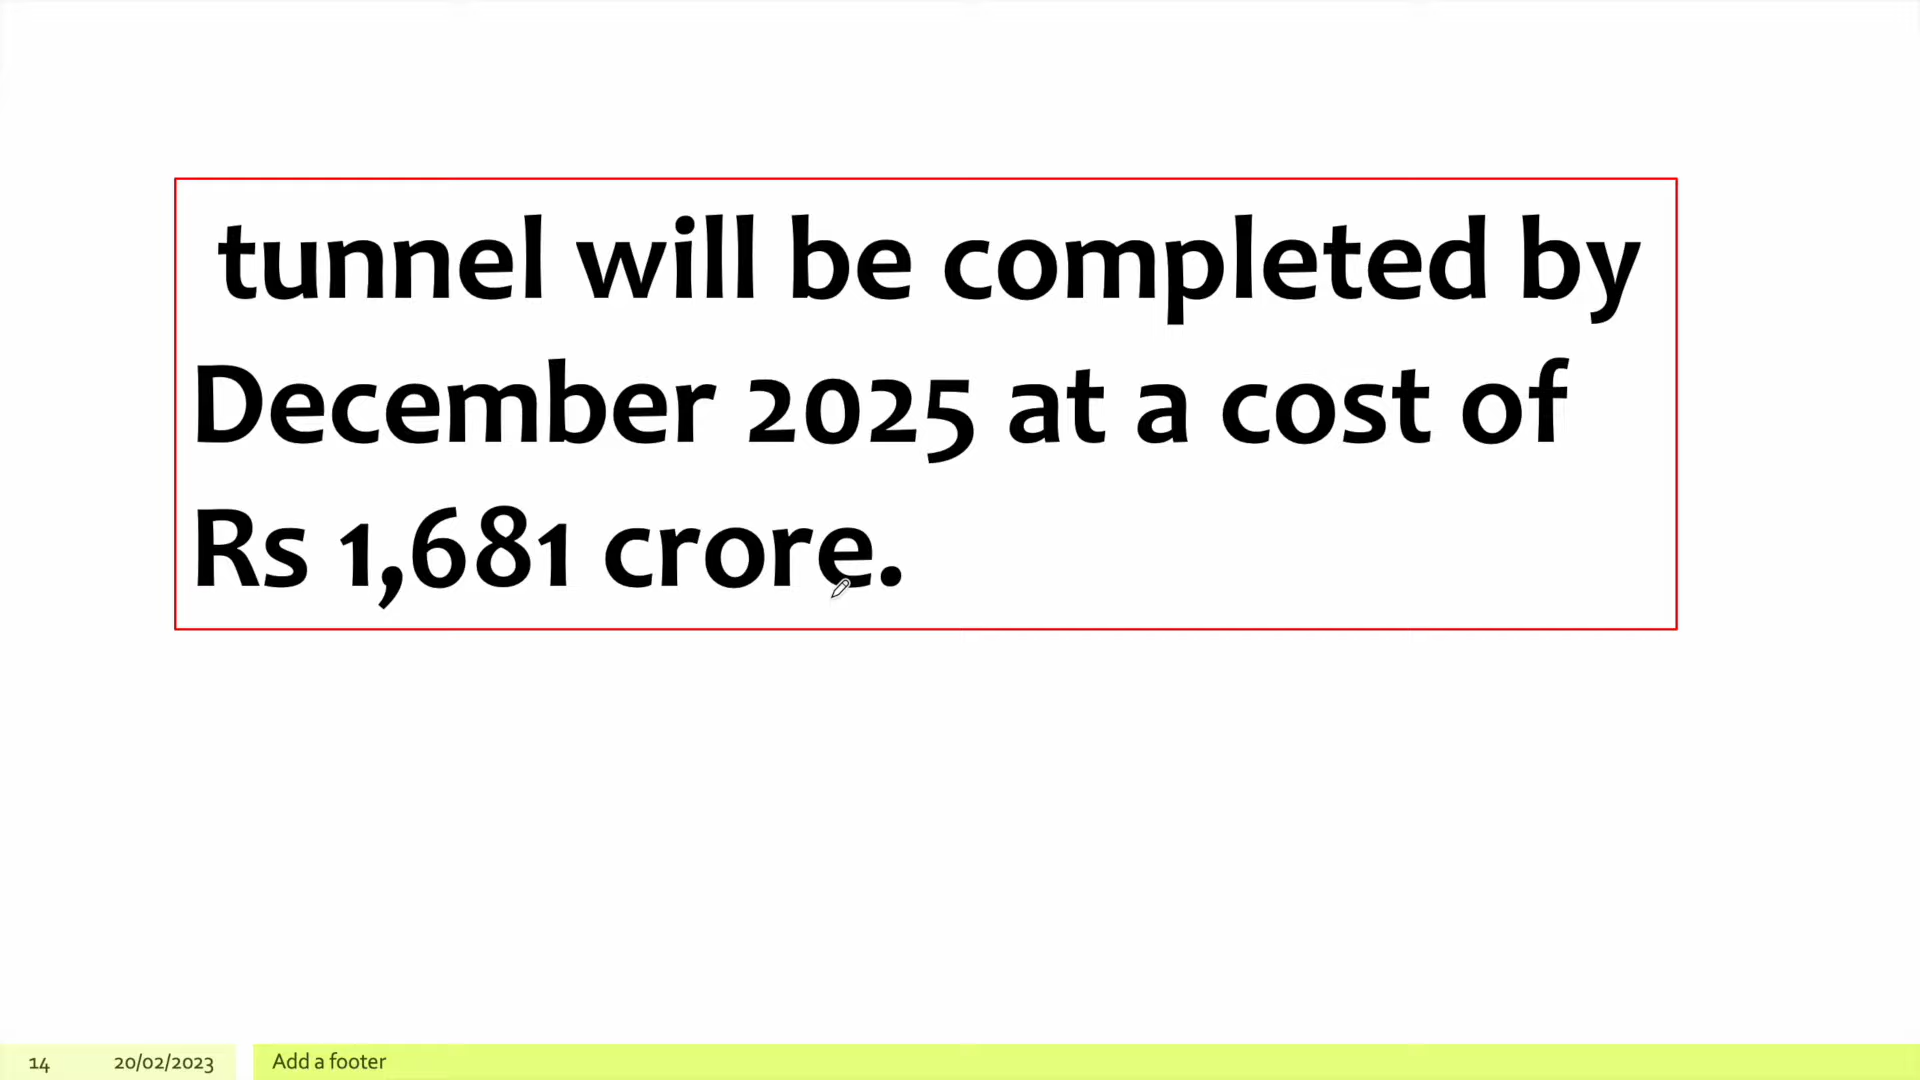 tunnel will be completed by
December 2025 at a cost of
Rs 1,681 crore.
14 20/02/2023 Add a footer